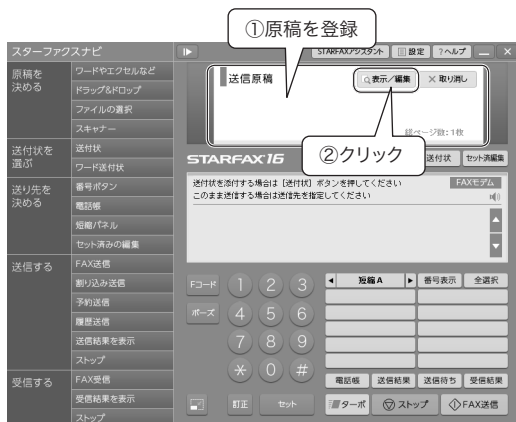 ①原稿を登録
スターファクスナビ
STARFAXアシスタント
設定
?ヘルプ
原稿を
決める
ワードやエクセルなど
ドラッグ&ドロップ
ファイルの選択
スキャナー
送信原稿
表示／編集
取り消し
総ページ数:1枚
②クリック
送付状を
選ぶ
送付状
ワード送付状
STARFAX'16
送付状
セット済編集
送り先を
決める
番号ボタン
電話帳
短縮パネル
セット済みの編集
送付状を添付する場合は [送付状] ボタンを押してください
このまま送信する場合は送信先を指定してください
FAXモデム
送信する
FAX送信
割り込み送信
予約送信
履歴送信
送信結果を表示
ストップ
受信する
FAX受信
受信結果を表示
ストップ
Fコード
1 2 3
ポーズ
4 5 6
7 8 9
* 0 #
訂正
セット
短縮 A
番号表示
全選択
電話帳
送信結果
送信待ち
受信結果
ターボ
ストップ
FAX送信